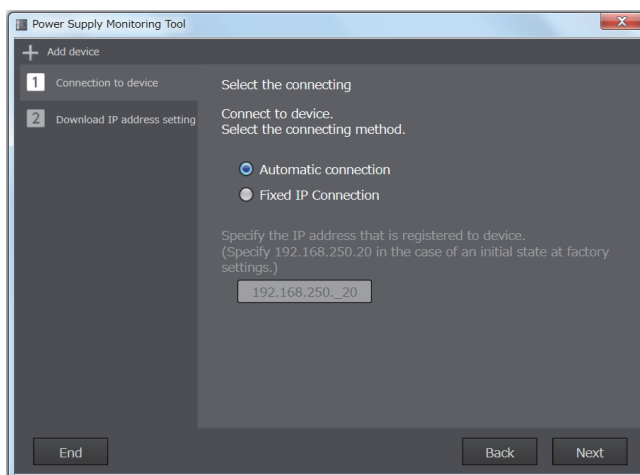 Power Supply Monitoring Tool
Add device
1 Connection to device
2 Download IP address setting
Select the connecting
Connect to device.
Select the connecting method.
Automatic connection
Fixed IP Connection
Specify the IP address that is registered to device.
(Specify 192.168.250.20 in the case of an initial state at factory
settings.)
192.168.250._20
End
Back
Next